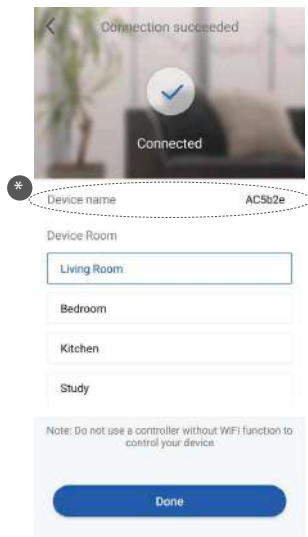 Connection succeeded
Connected
*
Device name AC5b2e
Device Room
Living Room
Bedroom
Kitchen
Study
Note: Do not use a controller without WiFi function to
control your device
Done